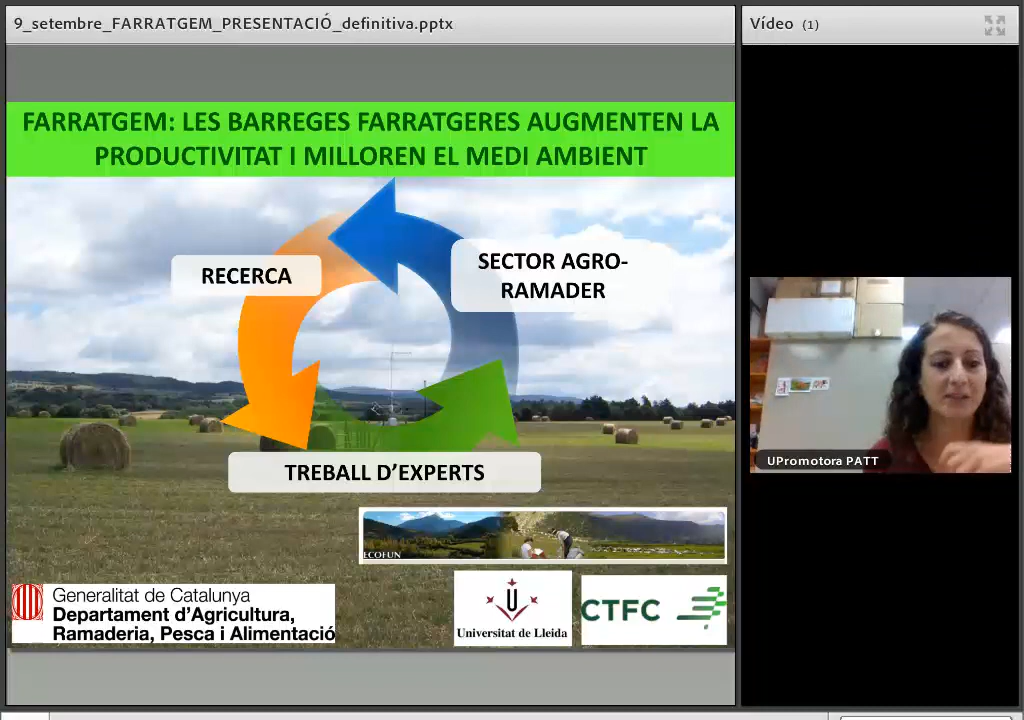 9_setembre_FARRATGEM_PRESENTACIÓ_definitiva.pptx
Vídeo (1)
FARRATGEM: LES BARREGES FARRATGERES AUGMENTEN LA
PRODUCTIVITAT I MILLOREN EL MEDI AMBIENT
RECERCA
SECTOR AGRO-
RAMADER
TREBALL D'EXPERTS
UPromotora PATT
ECOFUN
Generalitat de Catalunya
Departament d'Agricultura,
Ramaderia, Pesca i Alimentació
Universitat de Lleida
CTFC